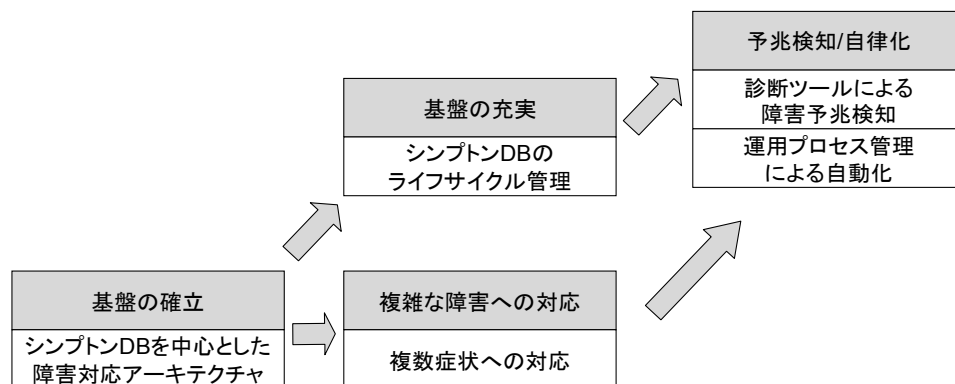 予兆検知/自律化
診断ツールによる
障害予兆検知
運用プロセス管理
による自動化
基盤の充実
シンプトンDBの
ライフサイクル管理
基盤の確立
シンプトンDBを中心とした
障害対応アーキテクチャ
複雑な障害への対応
複数症状への対応